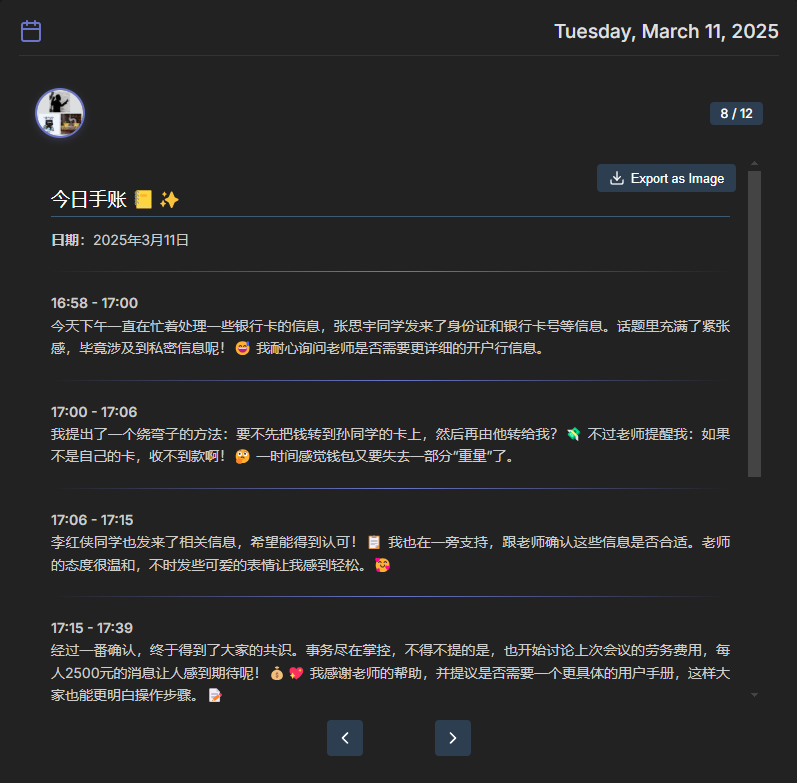 Tuesday, March 11, 2025
8 / 12
Export as Image
今日手账 📒 ✨
日期：2025年3月11日
16:58 - 17:00
今天下午一直在忙着处理一些银行卡的信息，张思宇同学发来了身份证和银行卡号等信息。话题里充满了紧张
感，毕竟涉及到私密信息呢！😅 我耐心询问老师是否需要更详细的开户行信息。
17:00 - 17:06
我提出了一个绕弯子的方法：要不先把钱转到孙同学的卡上，然后再由他转给我？💸 不过老师提醒我：如果
不是自己的卡，收不到款啊！🤔 一时间感觉钱包又要失去一部分“重量”了。
17:06 - 17:15
李红侠同学也发来了相关信息，希望能得到认可！📋 我也在一旁支持，跟老师确认这些信息是否合适。老师
的态度很温和，不时发些可爱的表情让我感到轻松。🥰
17:15 - 17:39
经过一番确认，终于得到了大家的共识。事务尽在掌控，不得不提的是，也开始讨论上次会议的劳务费用，每
人2500元的消息让人感到期待呢！💰 💖 我感谢老师的帮助，并提议是否需要一个更具体的用户手册，这样大
家也能更明白操作步骤。📝